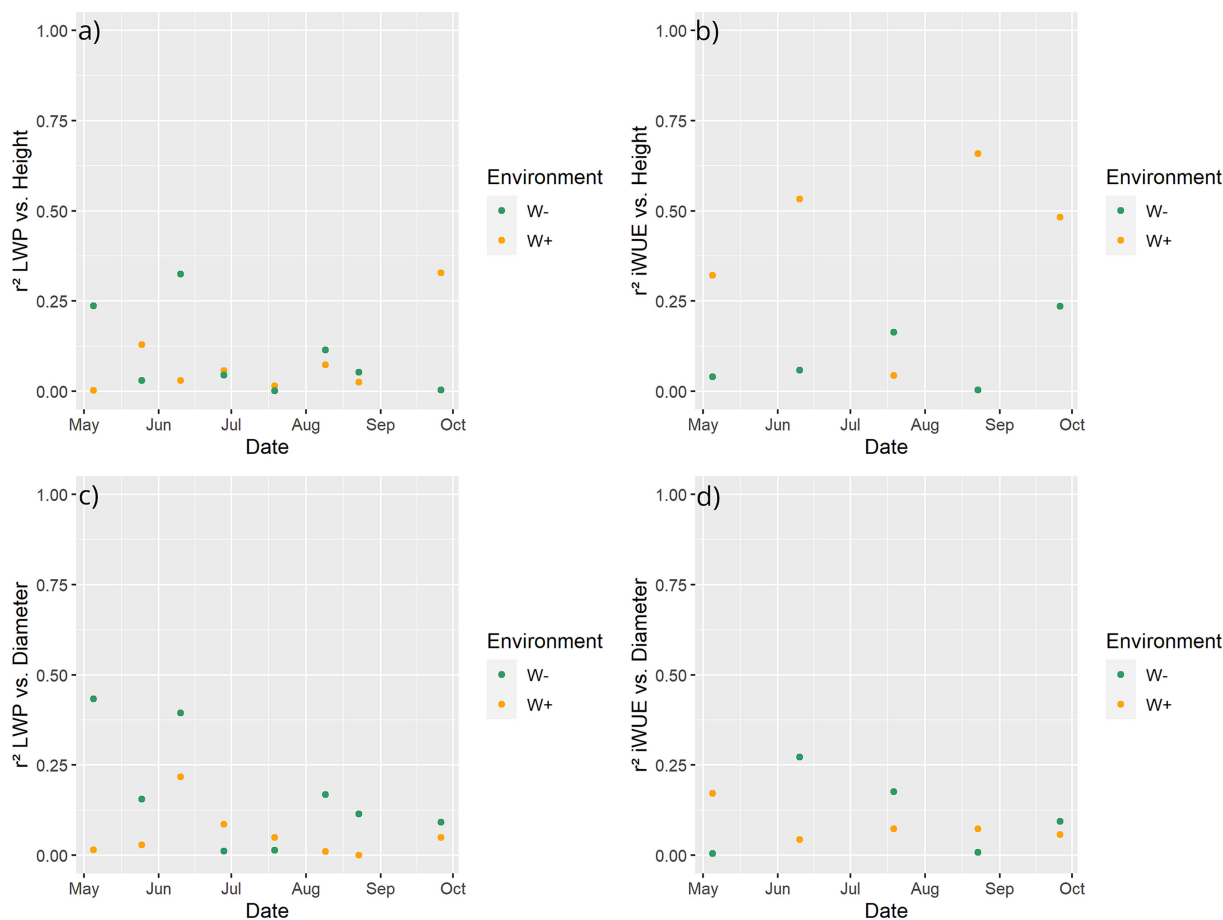 a)
1.00
0.75
0.50
0.25
0.00
r² LWP vs. Height
May Jun Jul Aug Sep Oct
Date
Environment
W-
W+
b)
1.00
0.75
0.50
0.25
0.00
r² iWUE vs. Height
May Jun Jul Aug Sep Oct
Date
Environment
W-
W+
c)
1.00
0.75
0.50
0.25
0.00
r² LWP vs. Diameter
May Jun Jul Aug Sep Oct
Date
Environment
W-
W+
d)
1.00
0.75
0.50
0.25
0.00
r² iWUE vs. Diameter
May Jun Jul Aug Sep Oct
Date
Environment
W-
W+